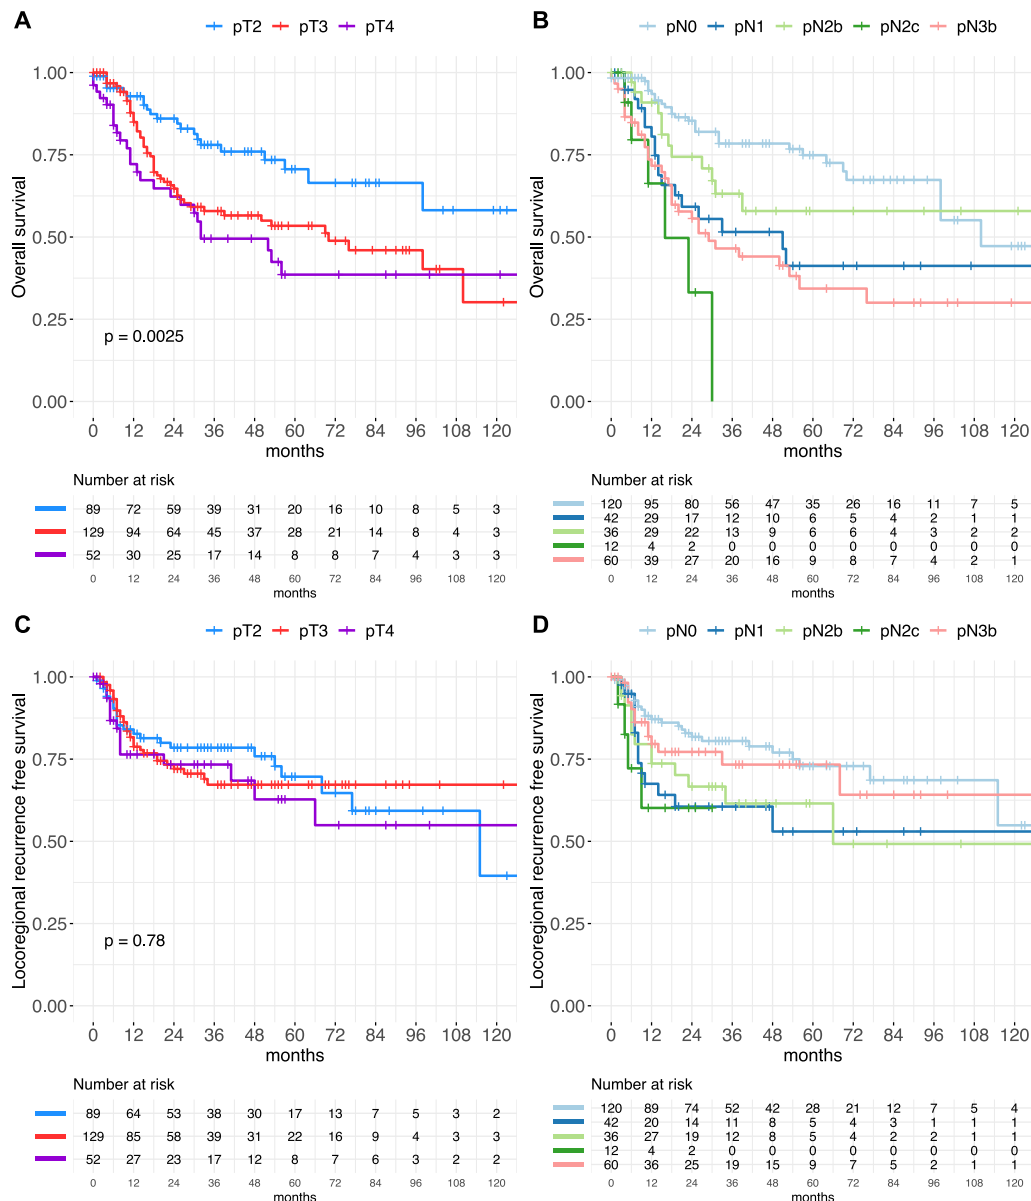 A
pT2 pT3 pT4
Overall survival
1.00
0.75
0.50
0.25
0.00
p = 0.0025
0 12 24 36 48 60 72 84 96 108 120
months
Number at risk
89 72 59 39 31 20 16 10 8 5 3
129 94 64 45 37 28 21 14 8 4 3
52 30 25 17 14 8 8 7 4 3 3
0 12 24 36 48 60 72 84 96 108 120
months
B
pN0 pN1 pN2b pN2c pN3b
Overall survival
1.00
0.75
0.50
0.25
0.00
0 12 24 36 48 60 72 84 96 108 120
months
Number at risk
120 95 80 56 47 35 26 16 11 7 5
42 29 17 12 10 6 5 4 2 1 1
36 29 22 13 9 6 6 4 3 2 2
12 4 2 0 0 0 0 0 0 0 0
60 39 27 20 16 9 8 7 4 2 1
0 12 24 36 48 60 72 84 96 108 120
months
C
pT2 pT3 pT4
Locoregional recurrence free survival
1.00
0.75
0.50
0.25
0.00
p = 0.78
0 12 24 36 48 60 72 84 96 108 120
months
Number at risk
89 64 53 38 30 17 13 7 5 3 2
129 85 58 39 31 22 16 9 4 3 3
52 27 23 17 12 8 7 6 3 2 2
0 12 24 36 48 60 72 84 96 108 120
months
D
pN0 pN1 pN2b pN2c pN3b
Locoregional recurrence free survival
1.00
0.75
0.50
0.25
0.00
0 12 24 36 48 60 72 84 96 108 120
months
Number at risk
120 89 74 52 42 28 21 12 7 5 4
42 20 14 11 8 5 4 3 1 1 1
36 27 19 12 8 5 4 2 2 1 1
12 4 2 0 0 0 0 0 0 0 0
60 36 25 19 15 9 7 5 2 1 1
0 12 24 36 48 60 72 84 96 108 120
months